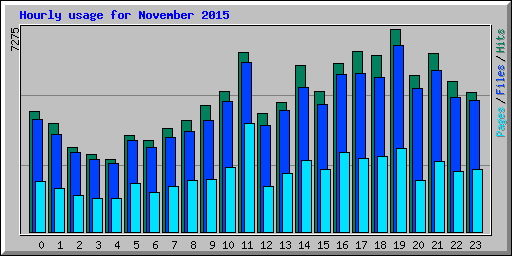 Hourly usage for November 2015
7275
Pages/Files/Hits
0 1 2 3 4 5 6 7 8 9 10 11 12 13 14 15 16 17 18 19 20 21 22 23